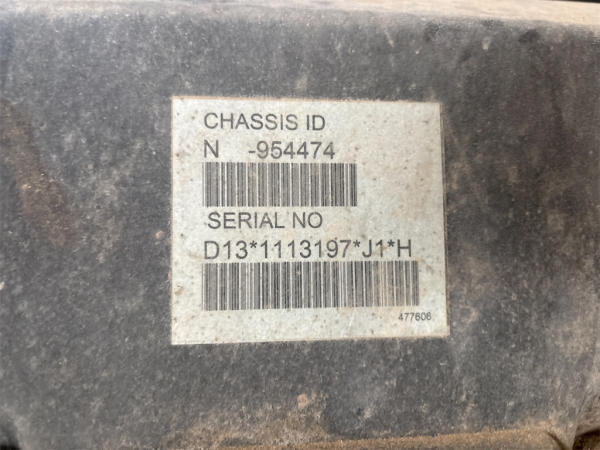 CHASSIS ID
N -954474
SERIAL NO
D13*1113197*J1*H
477606